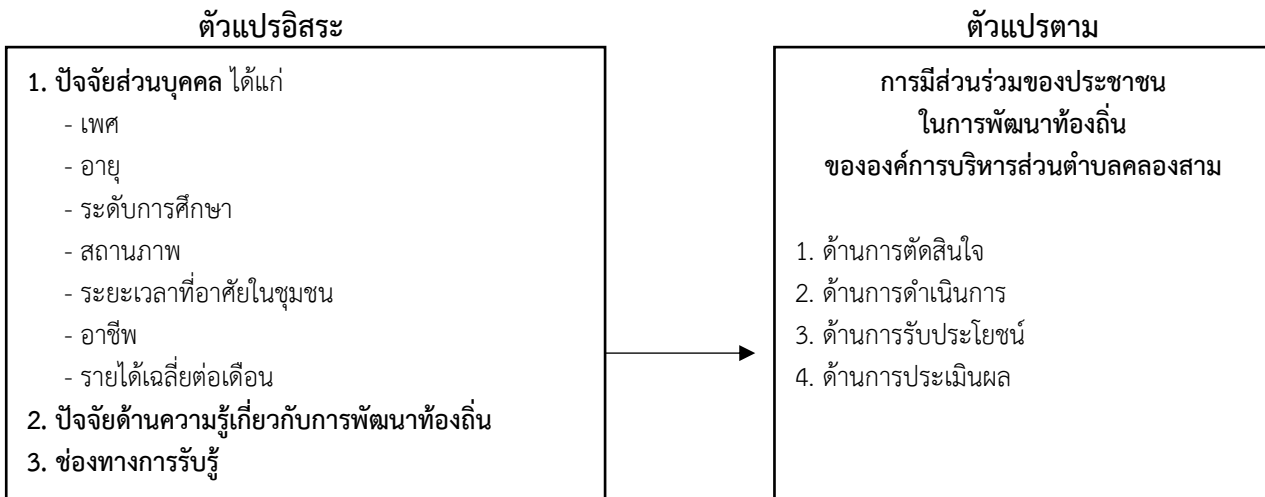 ตัวแปรอิสระ
1. ปัจจัยส่วนบุคคล ได้แก่
- เพศ
- อายุ
- ระดับการศึกษา
- สถานภาพ
- ระยะเวลาที่อาศัยในชุมชน
- อาชีพ
- รายได้เฉลี่ยต่อเดือน
2. ปัจจัยด้านความรู้เกี่ยวกับการพัฒนาท้องถิ่น
3. ช่องทางการรับรู้
ตัวแปรตาม
การมีส่วนร่วมของประชาชน
ในการพัฒนาท้องถิ่น
ขององค์การบริหารส่วนตำบลคลองสาม
1. ด้านการตัดสินใจ
2. ด้านการดำเนินการ
3. ด้านการรับประโยชน์
4. ด้านการประเมินผล